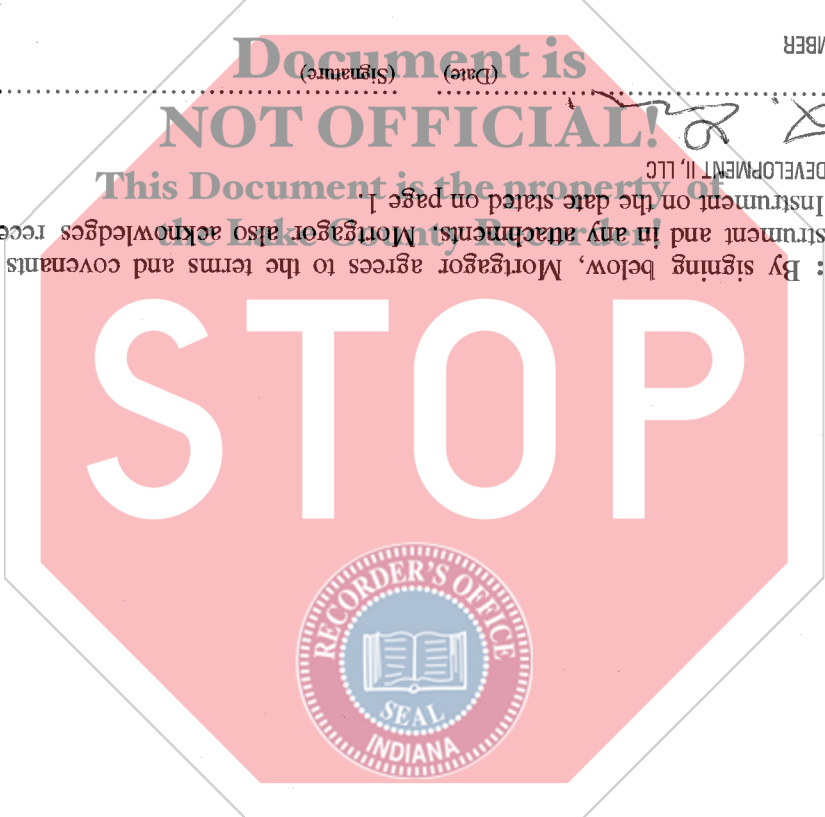 Document is
NOT OFFICIAL!
This Document is the property of
the Lake County Recorder!
STOP
RECORDER'S OFFICE
SEAL
INDIANA
: By signing below, Mortgagor agrees to the terms and covenants
strument and in any attachments. Mortgagor also acknowledges rece
Instrument on the date stated on page 1.
DEVELOPMENT II, LLC
(Signature) (Date)
MBER